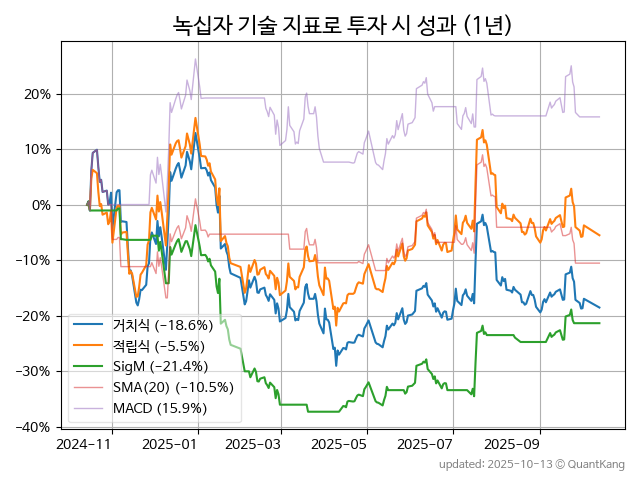 녹십자 기술 지표로 투자 시 성과 (1년)
20%
10%
0%
−10%
−20%
−30%
−40%
거치식 (−18.6%)
적립식 (−5.5%)
SigM (−21.4%)
SMA(20) (−10.5%)
MACD (15.9%)
2024-11
2025-01
2025-03
2025-05
2025-07
2025-09
updated: 2025-10-13 © QuantKang